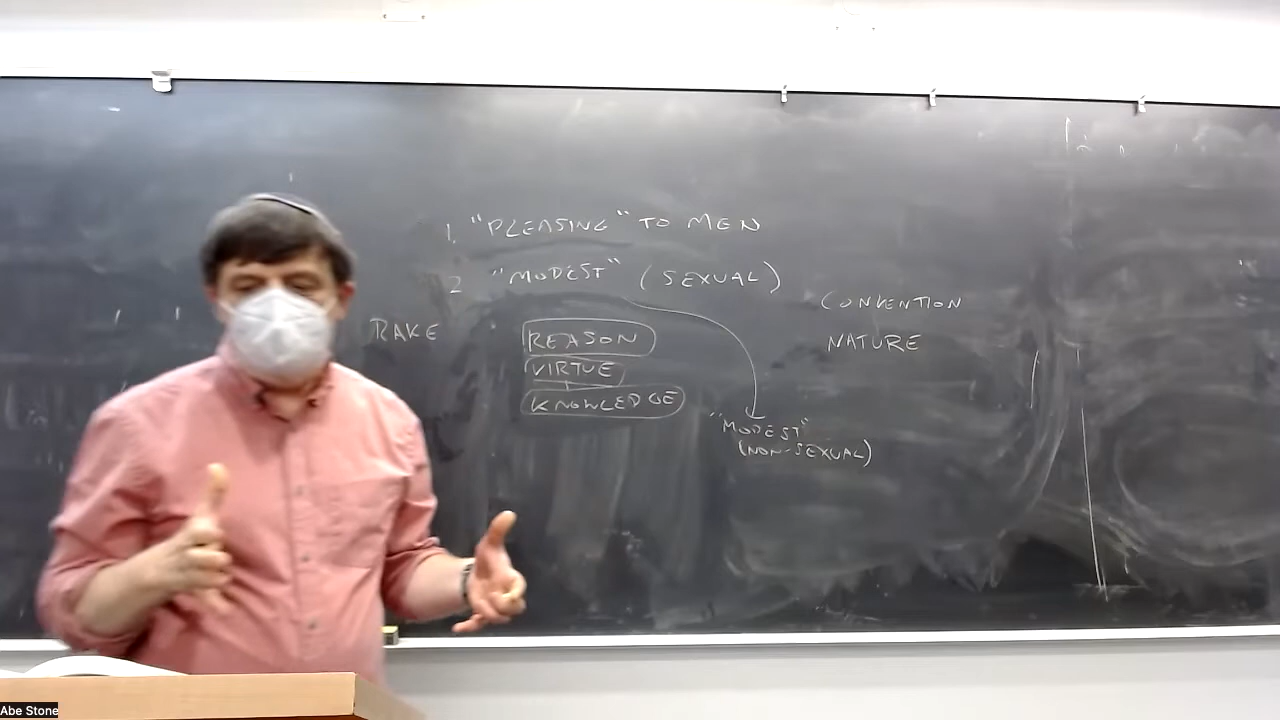 1. "PLEASING" TO MEN
2 "MODEST" (SEXUAL)
CONVENTION
RAKE
REASON
NATURE
VIRTUE
KNOWLEDGE
"MODEST"
(NON-SEXUAL)
Abe Stone